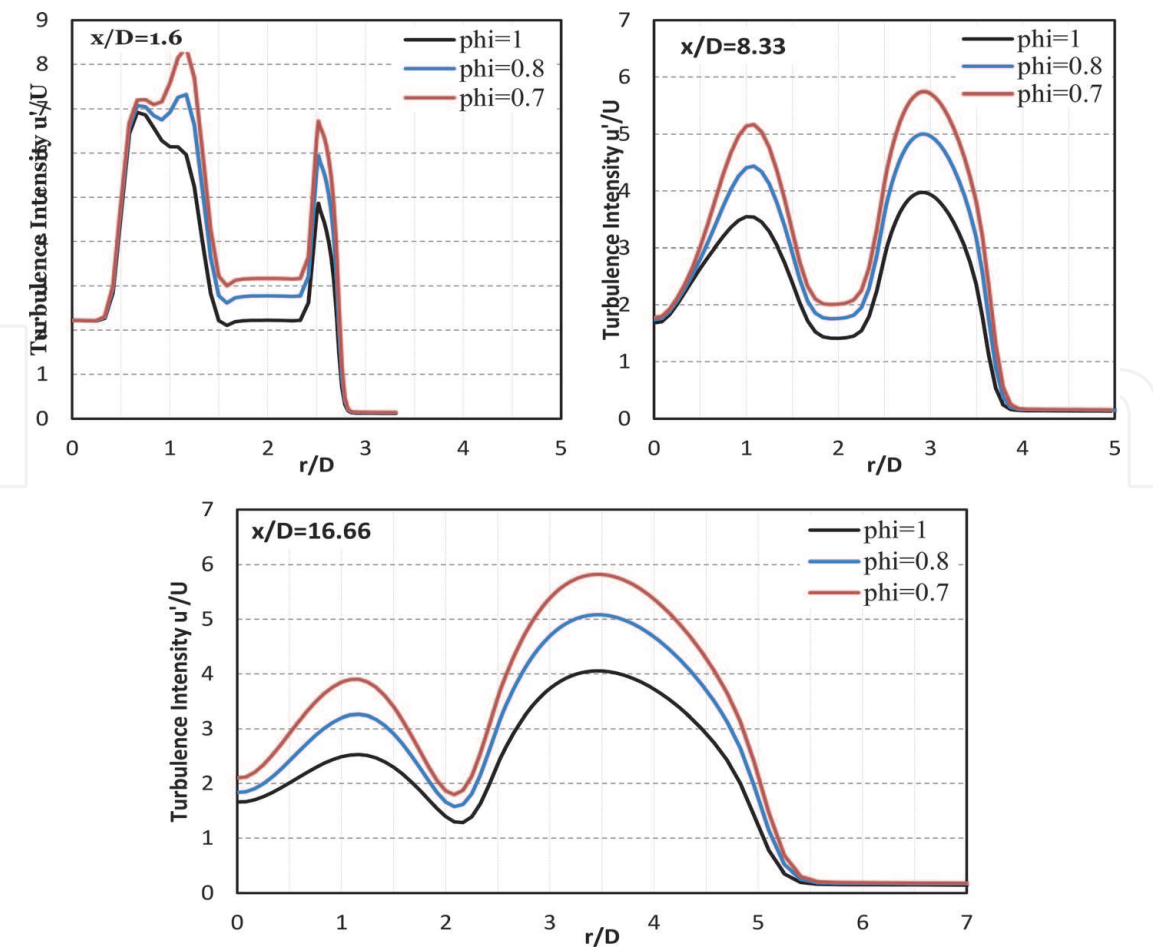 x/D=1.6
phi=1
phi=0.8
phi=0.7
Turbulence Intensity u'/U
9
8
7
1
0
0 1 2 3 4 5
r/D
x/D=8.33
phi=1
phi=0.8
phi=0.7
Turbulence Intensity u'/U
7
6
5
4
3
2
1
0
0 1 2 3 4 5
r/D
x/D=16.66
phi=1
phi=0.8
phi=0.7
Turbulence Intensity u'/U
7
6
5
4
3
2
1
0
0 1 2 3 4 5 6 7
r/D